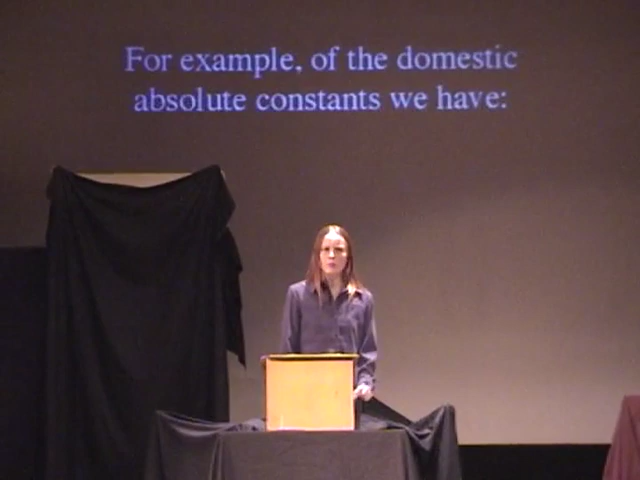 For example, of the domestic
absolute constants we have: